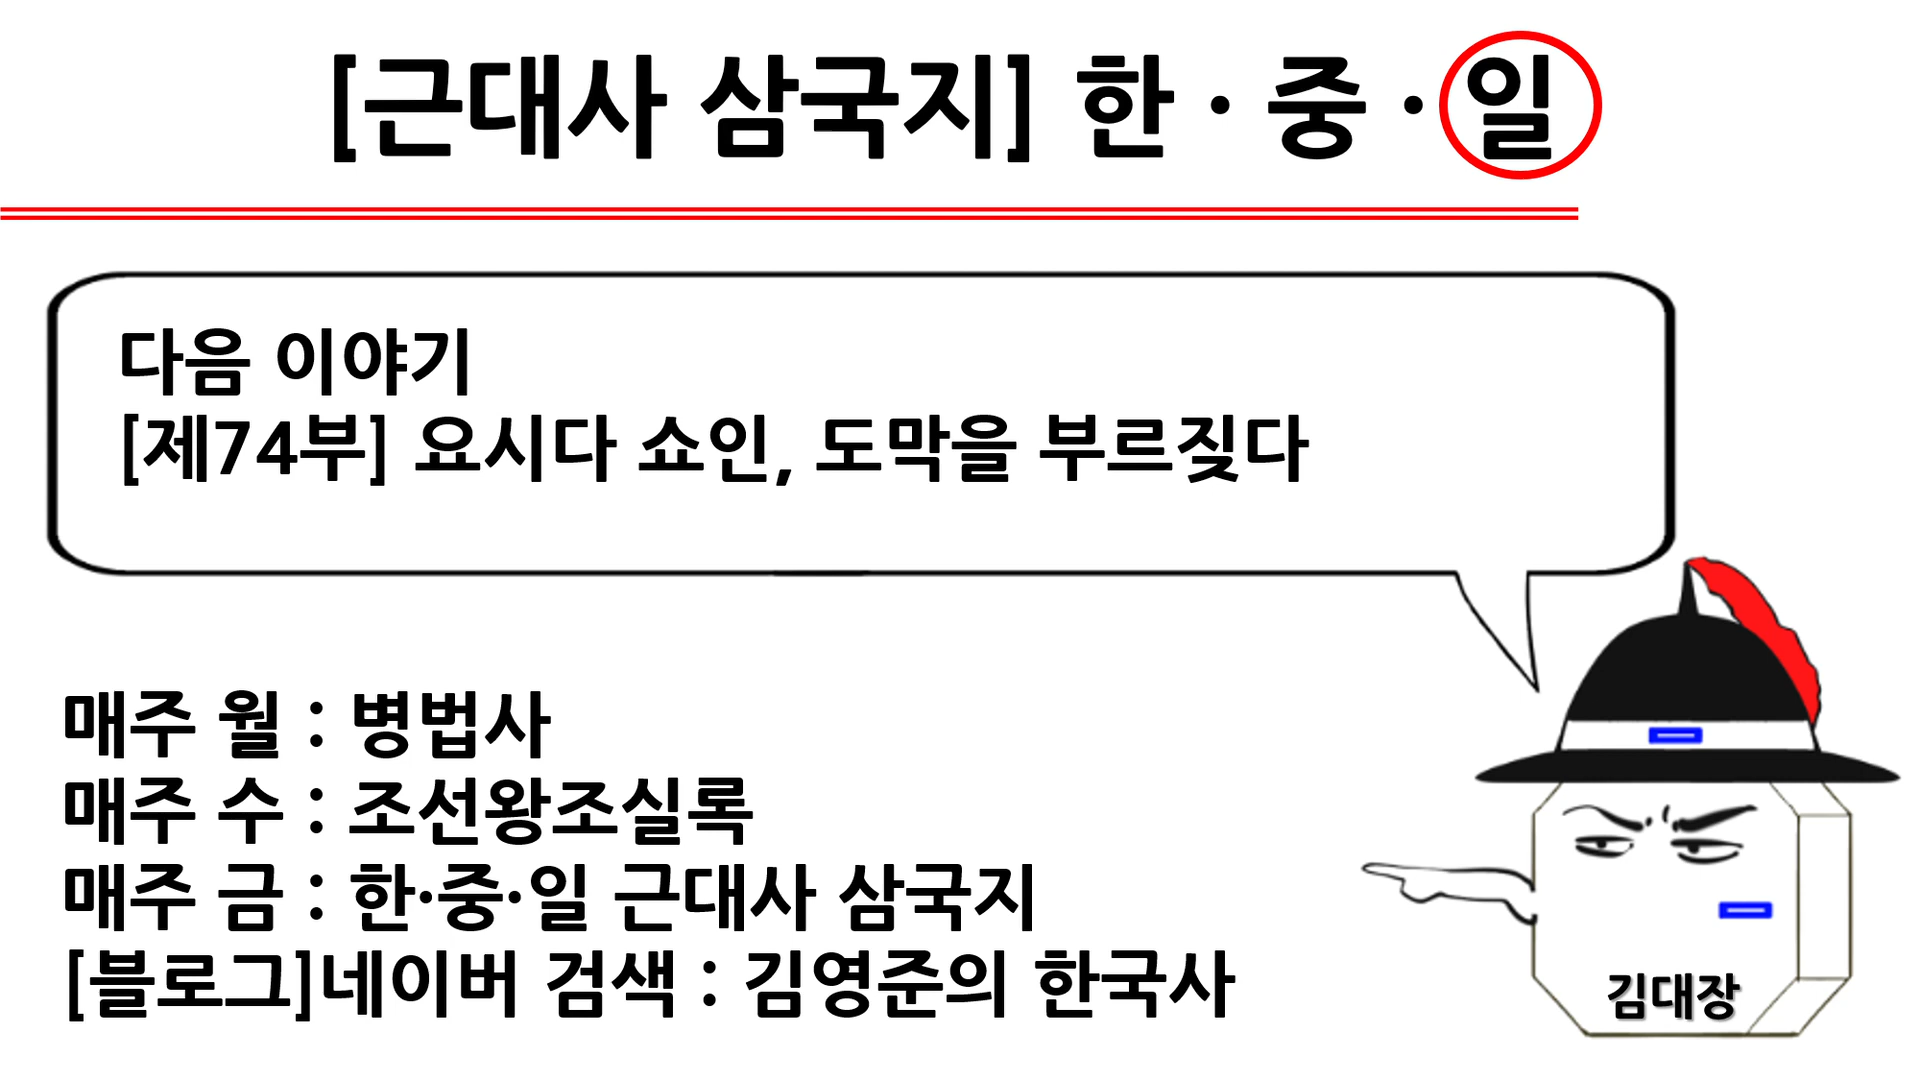 [근대사 삼국지] 한 · 중 · 일
다음 이야기
[제74부] 요시다 쇼인, 도막을 부르짖다
매주 월 : 병법사
매주 수 : 조선왕조실록
매주 금 : 한·중·일 근대사 삼국지
[블로그]네이버 검색 : 김영준의 한국사
김대장